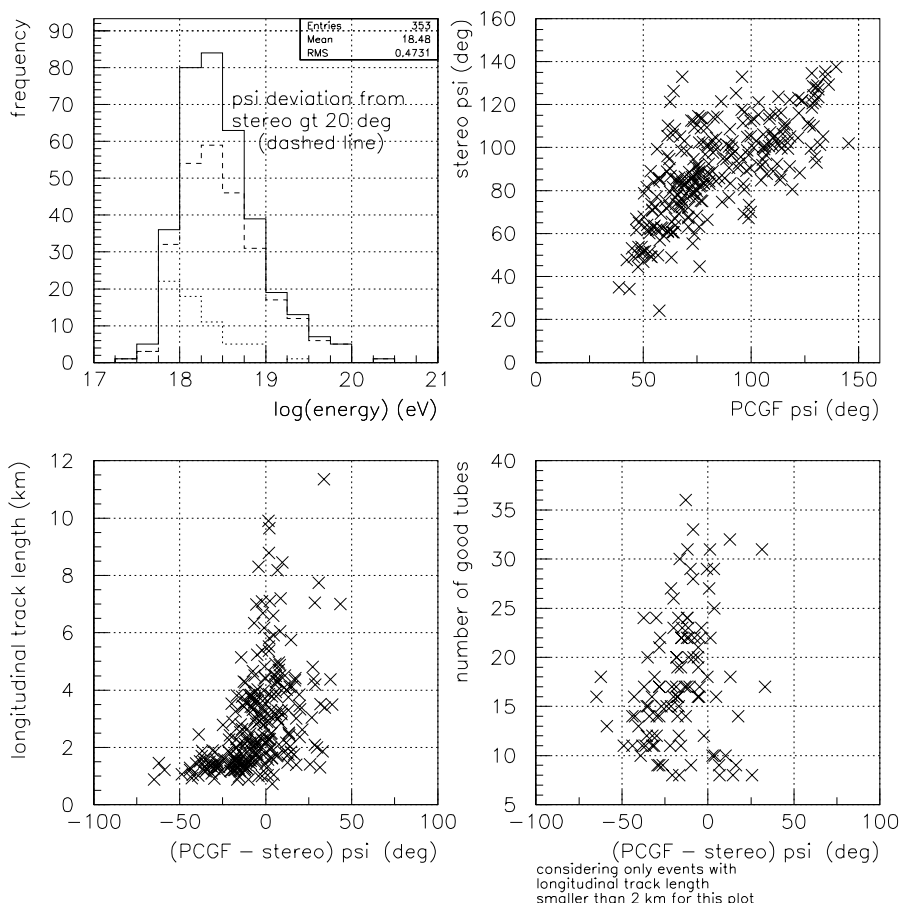 frequency
90
80
70
60
50
40
30
20
10
0
17 18 19 20 21
log(energy) (eV)
Entries 353
Mean 18.48
RMS 0.4731
psi deviation from
stereo gt 20 deg
(dashed line)
stereo psi (deg)
160
140
120
100
80
60
40
20
0
0 50 100 150
PCGF psi (deg)
longitudinal track length (km)
12
10
8
6
4
2
0
−100 −50 0 50 100
(PCGF − stereo) psi (deg)
number of good tubes
40
35
30
25
20
15
10
5
−100 −50 0 50 100
(PCGF − stereo) psi (deg)
considering only events with
longitudinal track length
smaller than 2 km for this plot